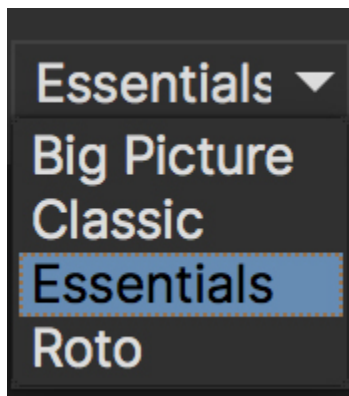 Essentials
Big Picture
Classic
Essentials
Roto